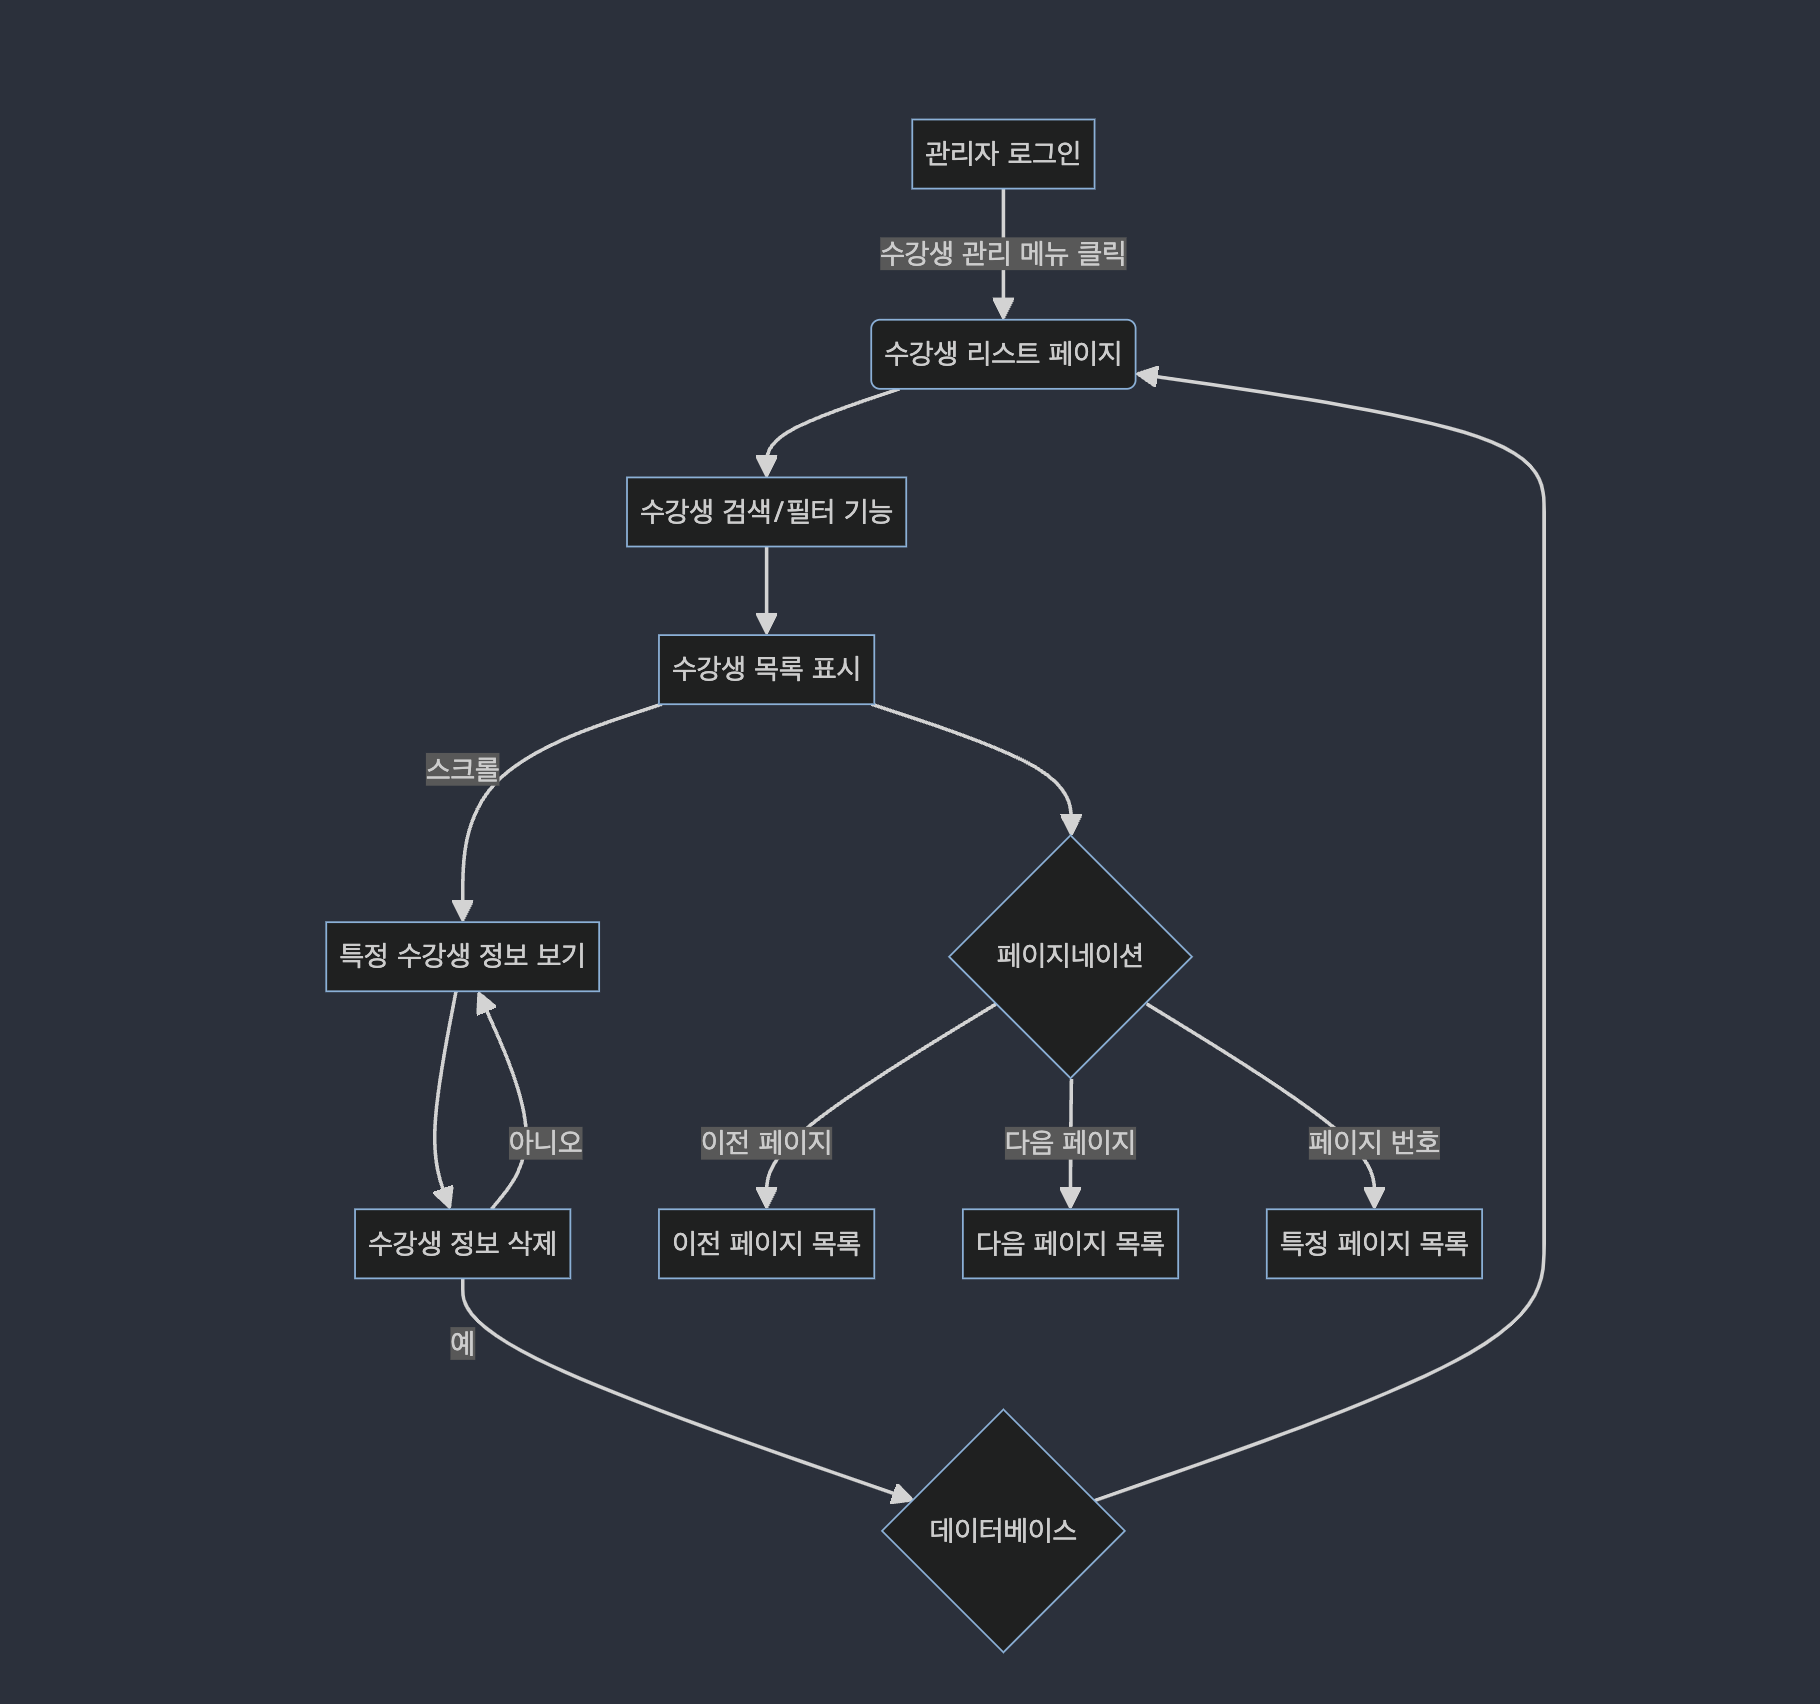 관리자 로그인
수강생 관리 메뉴 클릭
수강생 리스트 페이지
수강생 검색/필터 기능
수강생 목록 표시
스크롤
특정 수강생 정보 보기
페이지네이션
아니오
이전 페이지
다음 페이지
페이지 번호
수강생 정보 삭제
이전 페이지 목록
다음 페이지 목록
특정 페이지 목록
예
데이터베이스